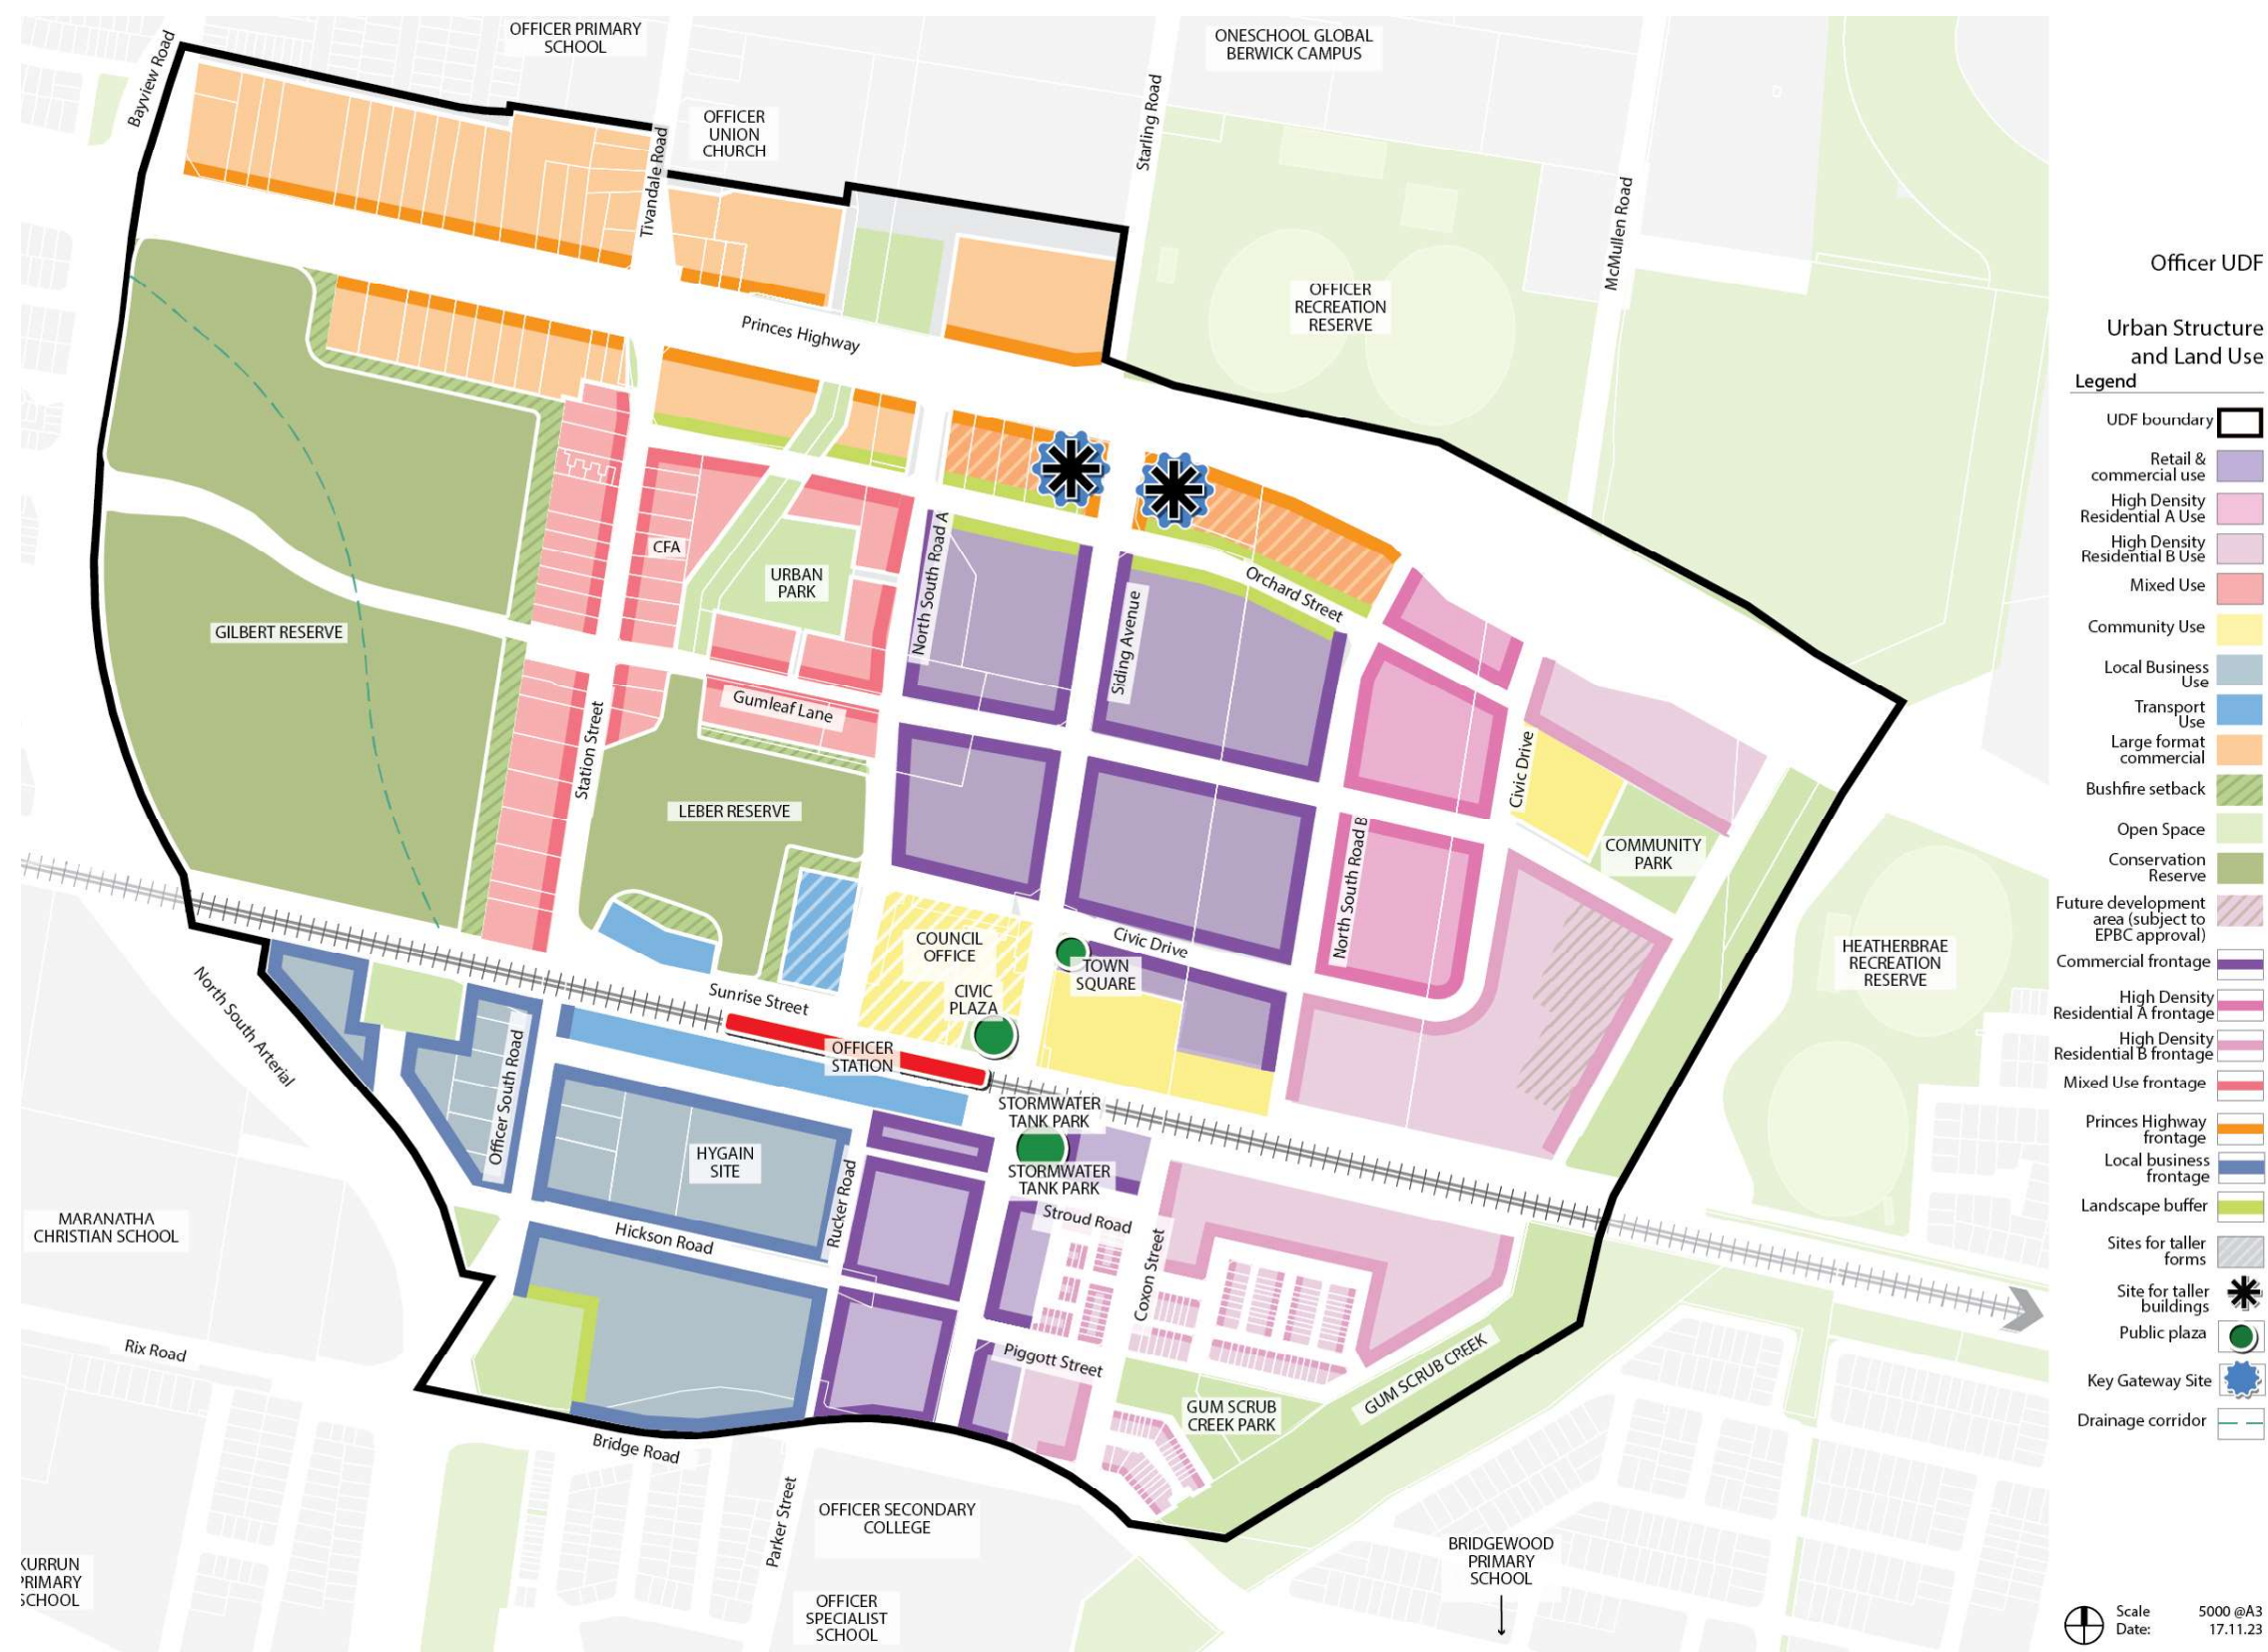 OFFICER PRIMARY
SCHOOL
ONESCHOOL GLOBAL
BERWICK CAMPUS
Bayview Road
Tivandale Road
OFFICER
UNION
CHURCH
Starling Road
McMullen Road
OFFICER
RECREATION
RESERVE
Princes Highway
CFA
URBAN
PARK
North South Road A
Siding Avenue
Orchard Street
GILBERT RESERVE
Station Street
Gumleaf Lane
LEBER RESERVE
Civic Drive
COMMUNITY
PARK
North South Road B
COUNCIL
OFFICE
CIVIC
PLAZA
Civic Drive
TOWN
SQUARE
HEATHERBRAE
RECREATION
RESERVE
North South Arterial
Sunrise Street
OFFICER
STATION
Officer South Road
STORMWATER
TANK PARK
STORMWATER
TANK PARK
HYGAIN
SITE
Rucker Road
Stroud Road
Coxon Street
MARANATHA
CHRISTIAN SCHOOL
Hickson Road
Piggott Street
GUM SCRUB CREEK
GUM SCRUB
CREEK PARK
Rix Road
Bridge Road
Parker Street
OFFICER SECONDARY
COLLEGE
BRIDGEWOOD
PRIMARY
SCHOOL
KURRUN
PRIMARY
SCHOOL
OFFICER
SPECIALIST
SCHOOL
Officer UDF
Urban Structure
and Land Use
Legend
UDF boundary
Retail &
commercial use
High Density
Residential A Use
High Density
Residential B Use
Mixed Use
Community Use
Local Business
Use
Transport
Use
Large format
commercial
Bushfire setback
Open Space
Conservation
Reserve
Future development
area (subject to
EPBC approval)
Commercial frontage
High Density
Residential A frontage
High Density
Residential B frontage
Mixed Use frontage
Princes Highway
frontage
Local business
frontage
Landscape buffer
Sites for taller
forms
Site for taller
buildings
Public plaza
Key Gateway Site
Drainage corridor
Scale 5000 @A3
Date: 17.11.23